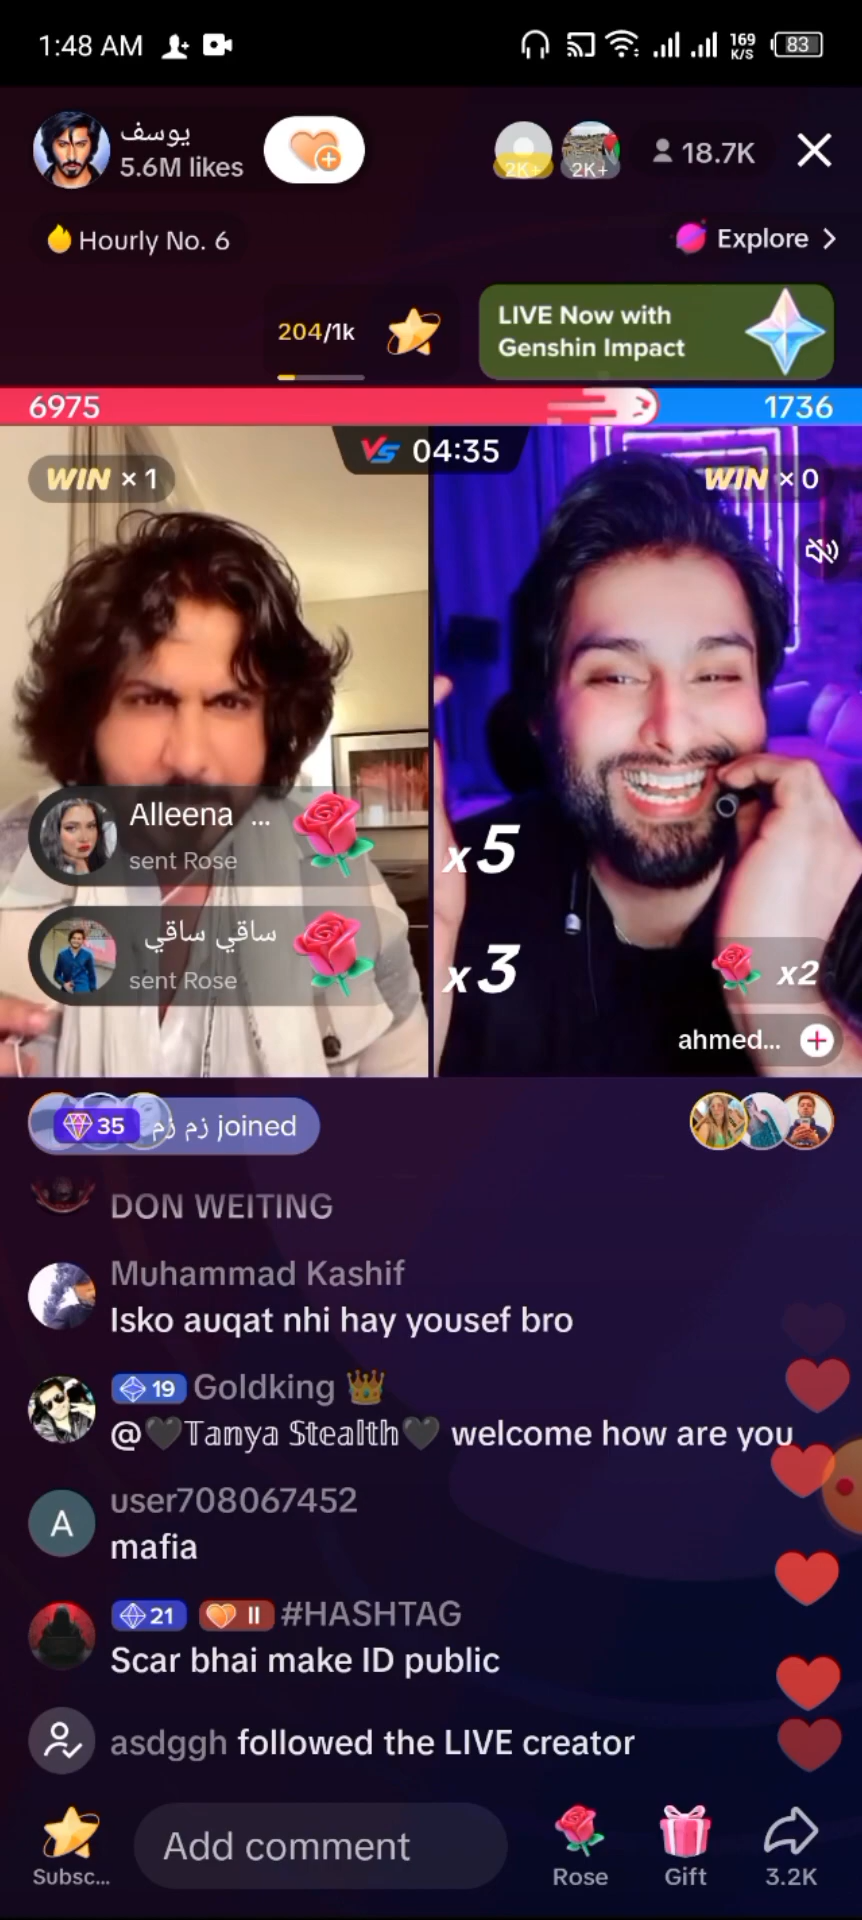 1:48 AM
169
K/S
83
يوسف
5.6M likes
2K+
2K+
18.7K
Hourly No. 6
Explore
204/1k
LIVE Now with
Genshin Impact
6975
1736
VS 04:35
WIN × 1
WIN × 0
Alleena ...
sent Rose
x5
ساقي ساقي
sent Rose
x3
x2
ahmed...
35 زم زم joined
DON WEITING
Muhammad Kashif
Isko auqat nhi hay yousef bro
19 Goldking 👑
@🖤𝕋𝕒𝕟𝕪𝕒 𝕊𝕥𝕖𝕒𝕝𝕥𝕙🖤 welcome how are you
A
user708067452
mafia
21 II #HASHTAG
Scar bhai make ID public
asdggh followed the LIVE creator
Subsc...
Add comment
Rose
Gift
3.2K